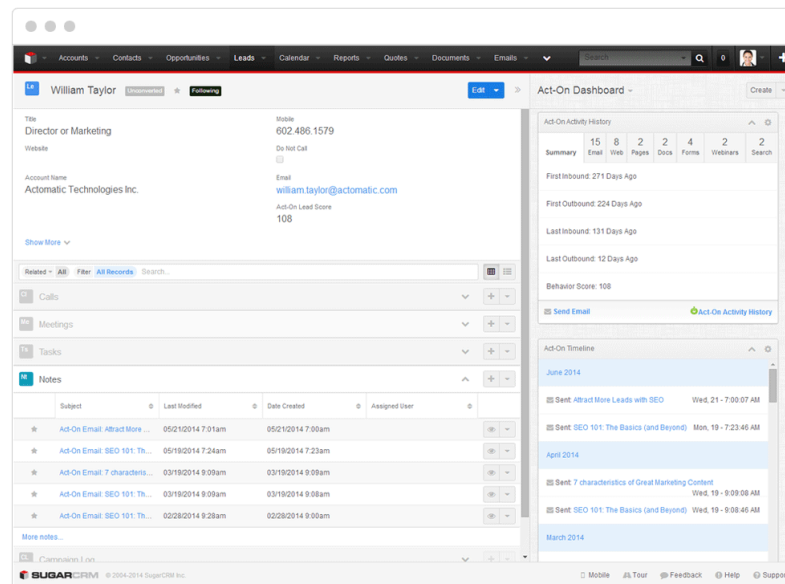 Accounts Contacts Opportunities Leads Calendar Reports Quotes Documents Emails Search 0
Le William Taylor Unconverted Following Edit
Title
Director or Marketing
Mobile
602.486.1579
Website
Do Not Call
Account Name
Actomatic Technologies Inc.
Email
william.taylor@actomatic.com
Act-On Lead Score
108
Show More
Related All Filter All Records Search...
Calls
Me Meetings
Ta Tasks
Nt Notes
Subject Last Modified Date Created Assigned User
Act-On Email: Attract More ... 05/21/2014 7:01am 05/21/2014 7:00am
Act-On Email: SEO 101: Th... 05/19/2014 7:24am 05/19/2014 7:23am
Act-On Email: 7 characteris... 03/19/2014 9:09am 03/19/2014 9:09am
Act-On Email: SEO 101: Th... 03/19/2014 9:09am 03/19/2014 9:08am
Act-On Email: SEO 101: Th... 02/28/2014 9:28am 02/28/2014 9:00am
More notes...
Campaign Log
Act-On Dashboard Create
Act-On Activity History
Summary
15 Email
8 Web
2 Pages
2 Docs
4 Forms
2 Webinars
2 Search
First Inbound: 271 Days Ago
First Outbound: 224 Days Ago
Last Inbound: 131 Days Ago
Last Outbound: 12 Days Ago
Behavior Score: 108
Send Email Act-On Activity History
Act-On Timeline
June 2014
Sent Attract More Leads with SEO Wed, 21 - 7:00:07 AM
Sent SEO 101: The Basics (and Beyond) Mon, 19 - 7:23:46 AM
April 2014
Sent 7 characteristics of Great Marketing Content
Wed, 19 - 9:09:08 AM
Sent SEO 101: The Basics (and Beyond) Wed, 19 - 9:08:46 AM
March 2014
SUGARCRM © 2004-2014 SugarCRM Inc. Mobile Tour Feedback Help Suppo